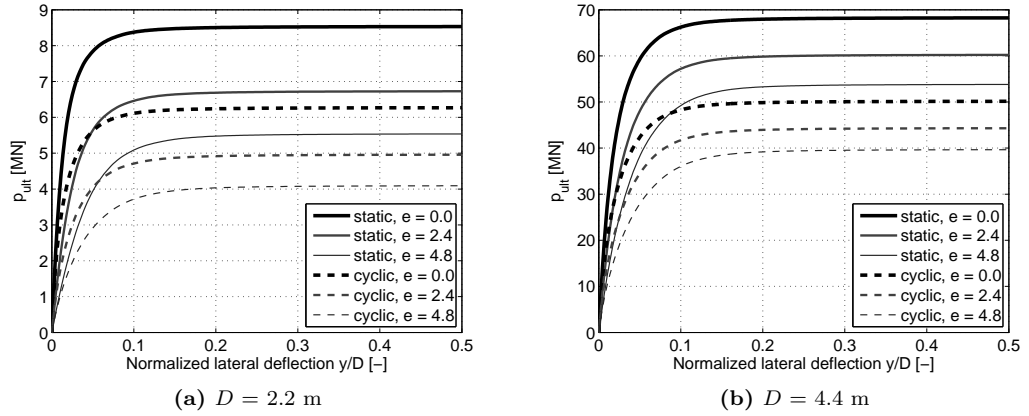 9
8
7
6
5
4
3
2
1
0
p_ult [MN]
0 0.1 0.2 0.3 0.4 0.5
Normalized lateral deflection y/D [–]
static, e = 0.0
static, e = 2.4
static, e = 4.8
cyclic, e = 0.0
cyclic, e = 2.4
cyclic, e = 4.8
(a) D = 2.2 m
70
60
50
40
30
20
10
0
p_ult [MN]
0 0.1 0.2 0.3 0.4 0.5
Normalized lateral deflection y/D [–]
static, e = 0.0
static, e = 2.4
static, e = 4.8
cyclic, e = 0.0
cyclic, e = 2.4
cyclic, e = 4.8
(b) D = 4.4 m